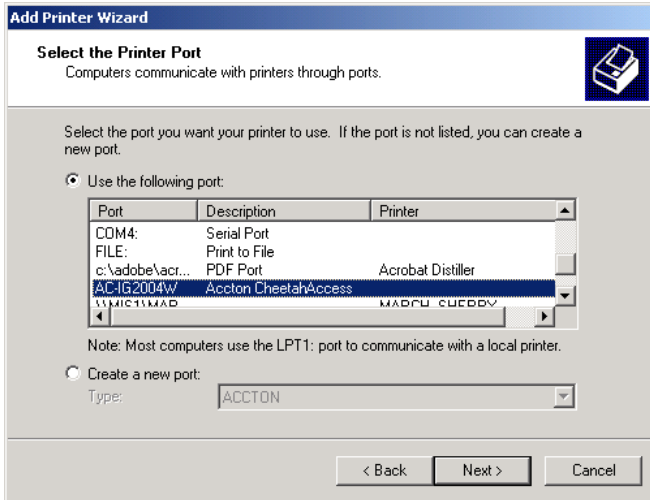 Add Printer Wizard
Select the Printer Port
Computers communicate with printers through ports.
Select the port you want your printer to use. If the port is not listed, you can create a
new port.
Use the following port:
Port Description Printer
COM4: Serial Port
FILE: Print to File
c:\adobe\acr... PDF Port Acrobat Distiller
AC-IG2004W Accton CheetahAccess
\\MIS1\MAR MARCH_SHERRY
Note: Most computers use the LPT1: port to communicate with a local printer.
Create a new port:
Type: ACCTON
< Back Next > Cancel